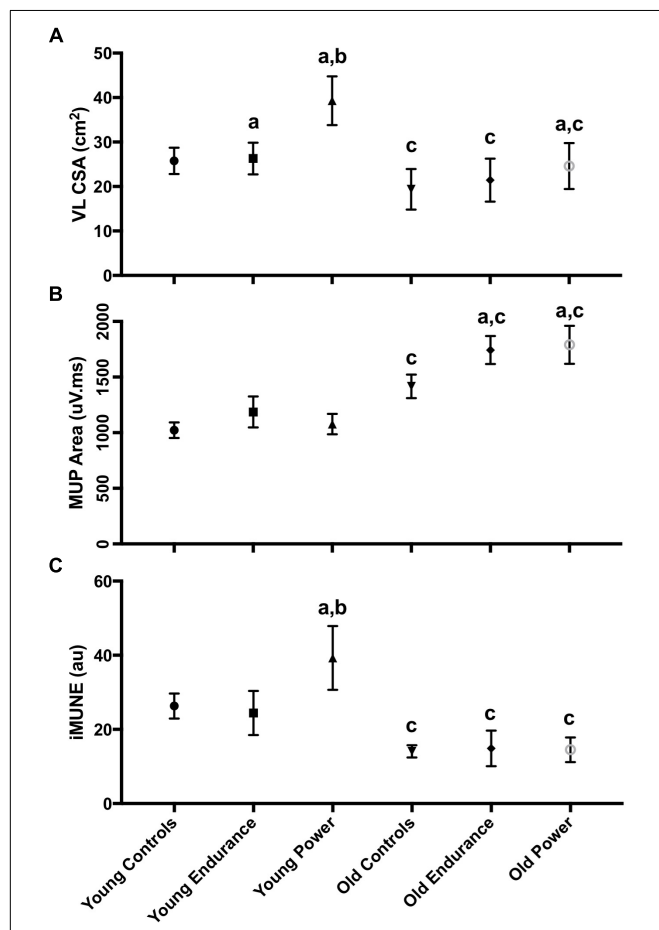 A
VL CSA (cm²)
50
40
30
20
10
0
a
a,b
c
c
a,c
B
MUP Area (uV.ms)
2000
1500
1000
500
0
c
a,c
a,c
C
iMUNE (au)
60
40
20
0
a,b
c
c
c
Young Controls
Young Endurance
Young Power
Old Controls
Old Endurance
Old Power